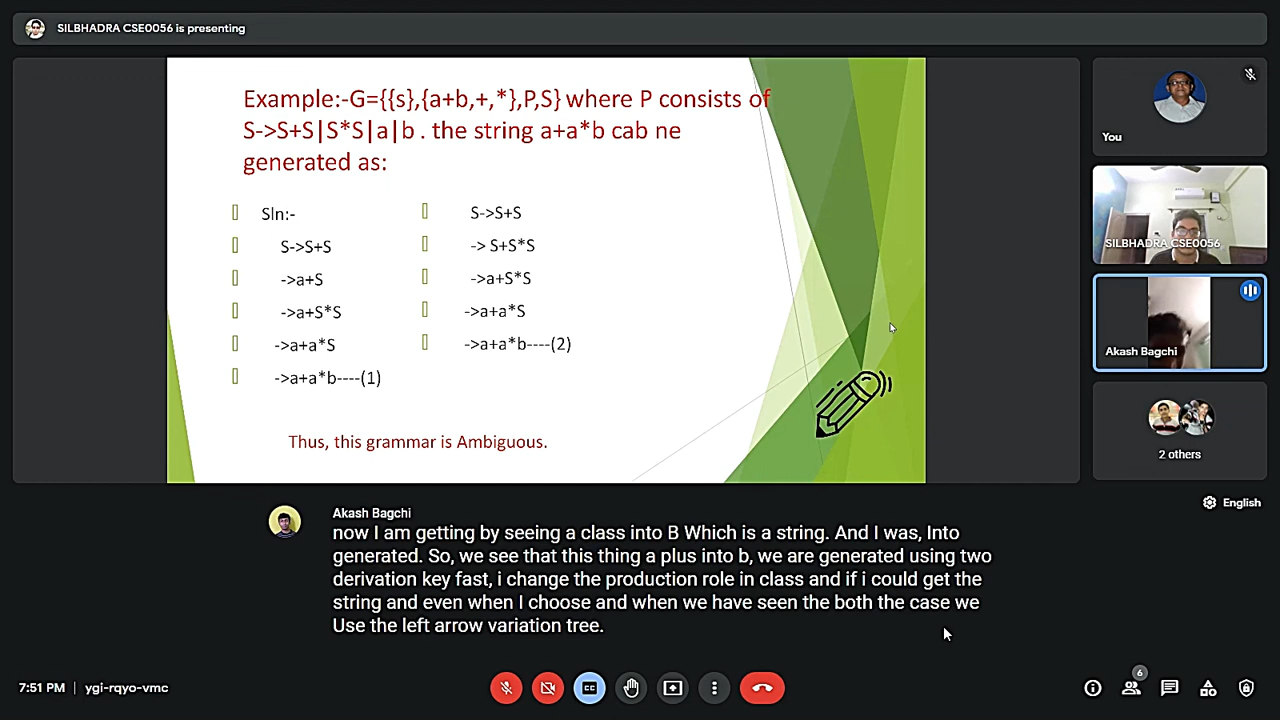 SILBHADRA CSE0056 is presenting
Example:-G={{s},{a+b,+,*},P,S} where P consists of
S->S+S|S*S|a|b . the string a+a*b cab ne
generated as:
Sln:-
S->S+S
->a+S
->a+S*S
->a+a*S
->a+a*b----(1)
S->S+S
-> S+S*S
->a+S*S
->a+a*S
->a+a*b----(2)
Thus, this grammar is Ambiguous.
You
SILBHADRA CSE0056
Akash Bagchi
2 others
English
Akash Bagchi
now I am getting by seeing a class into B Which is a string. And I was, Into
generated. So, we see that this thing a plus into b, we are generated using two
derivation key fast, i change the production role in class and if i could get the
string and even when I choose and when we have seen the both the case we
Use the left arrow variation tree.
7:51 PM | ygi-rqyo-vmc
CC
6